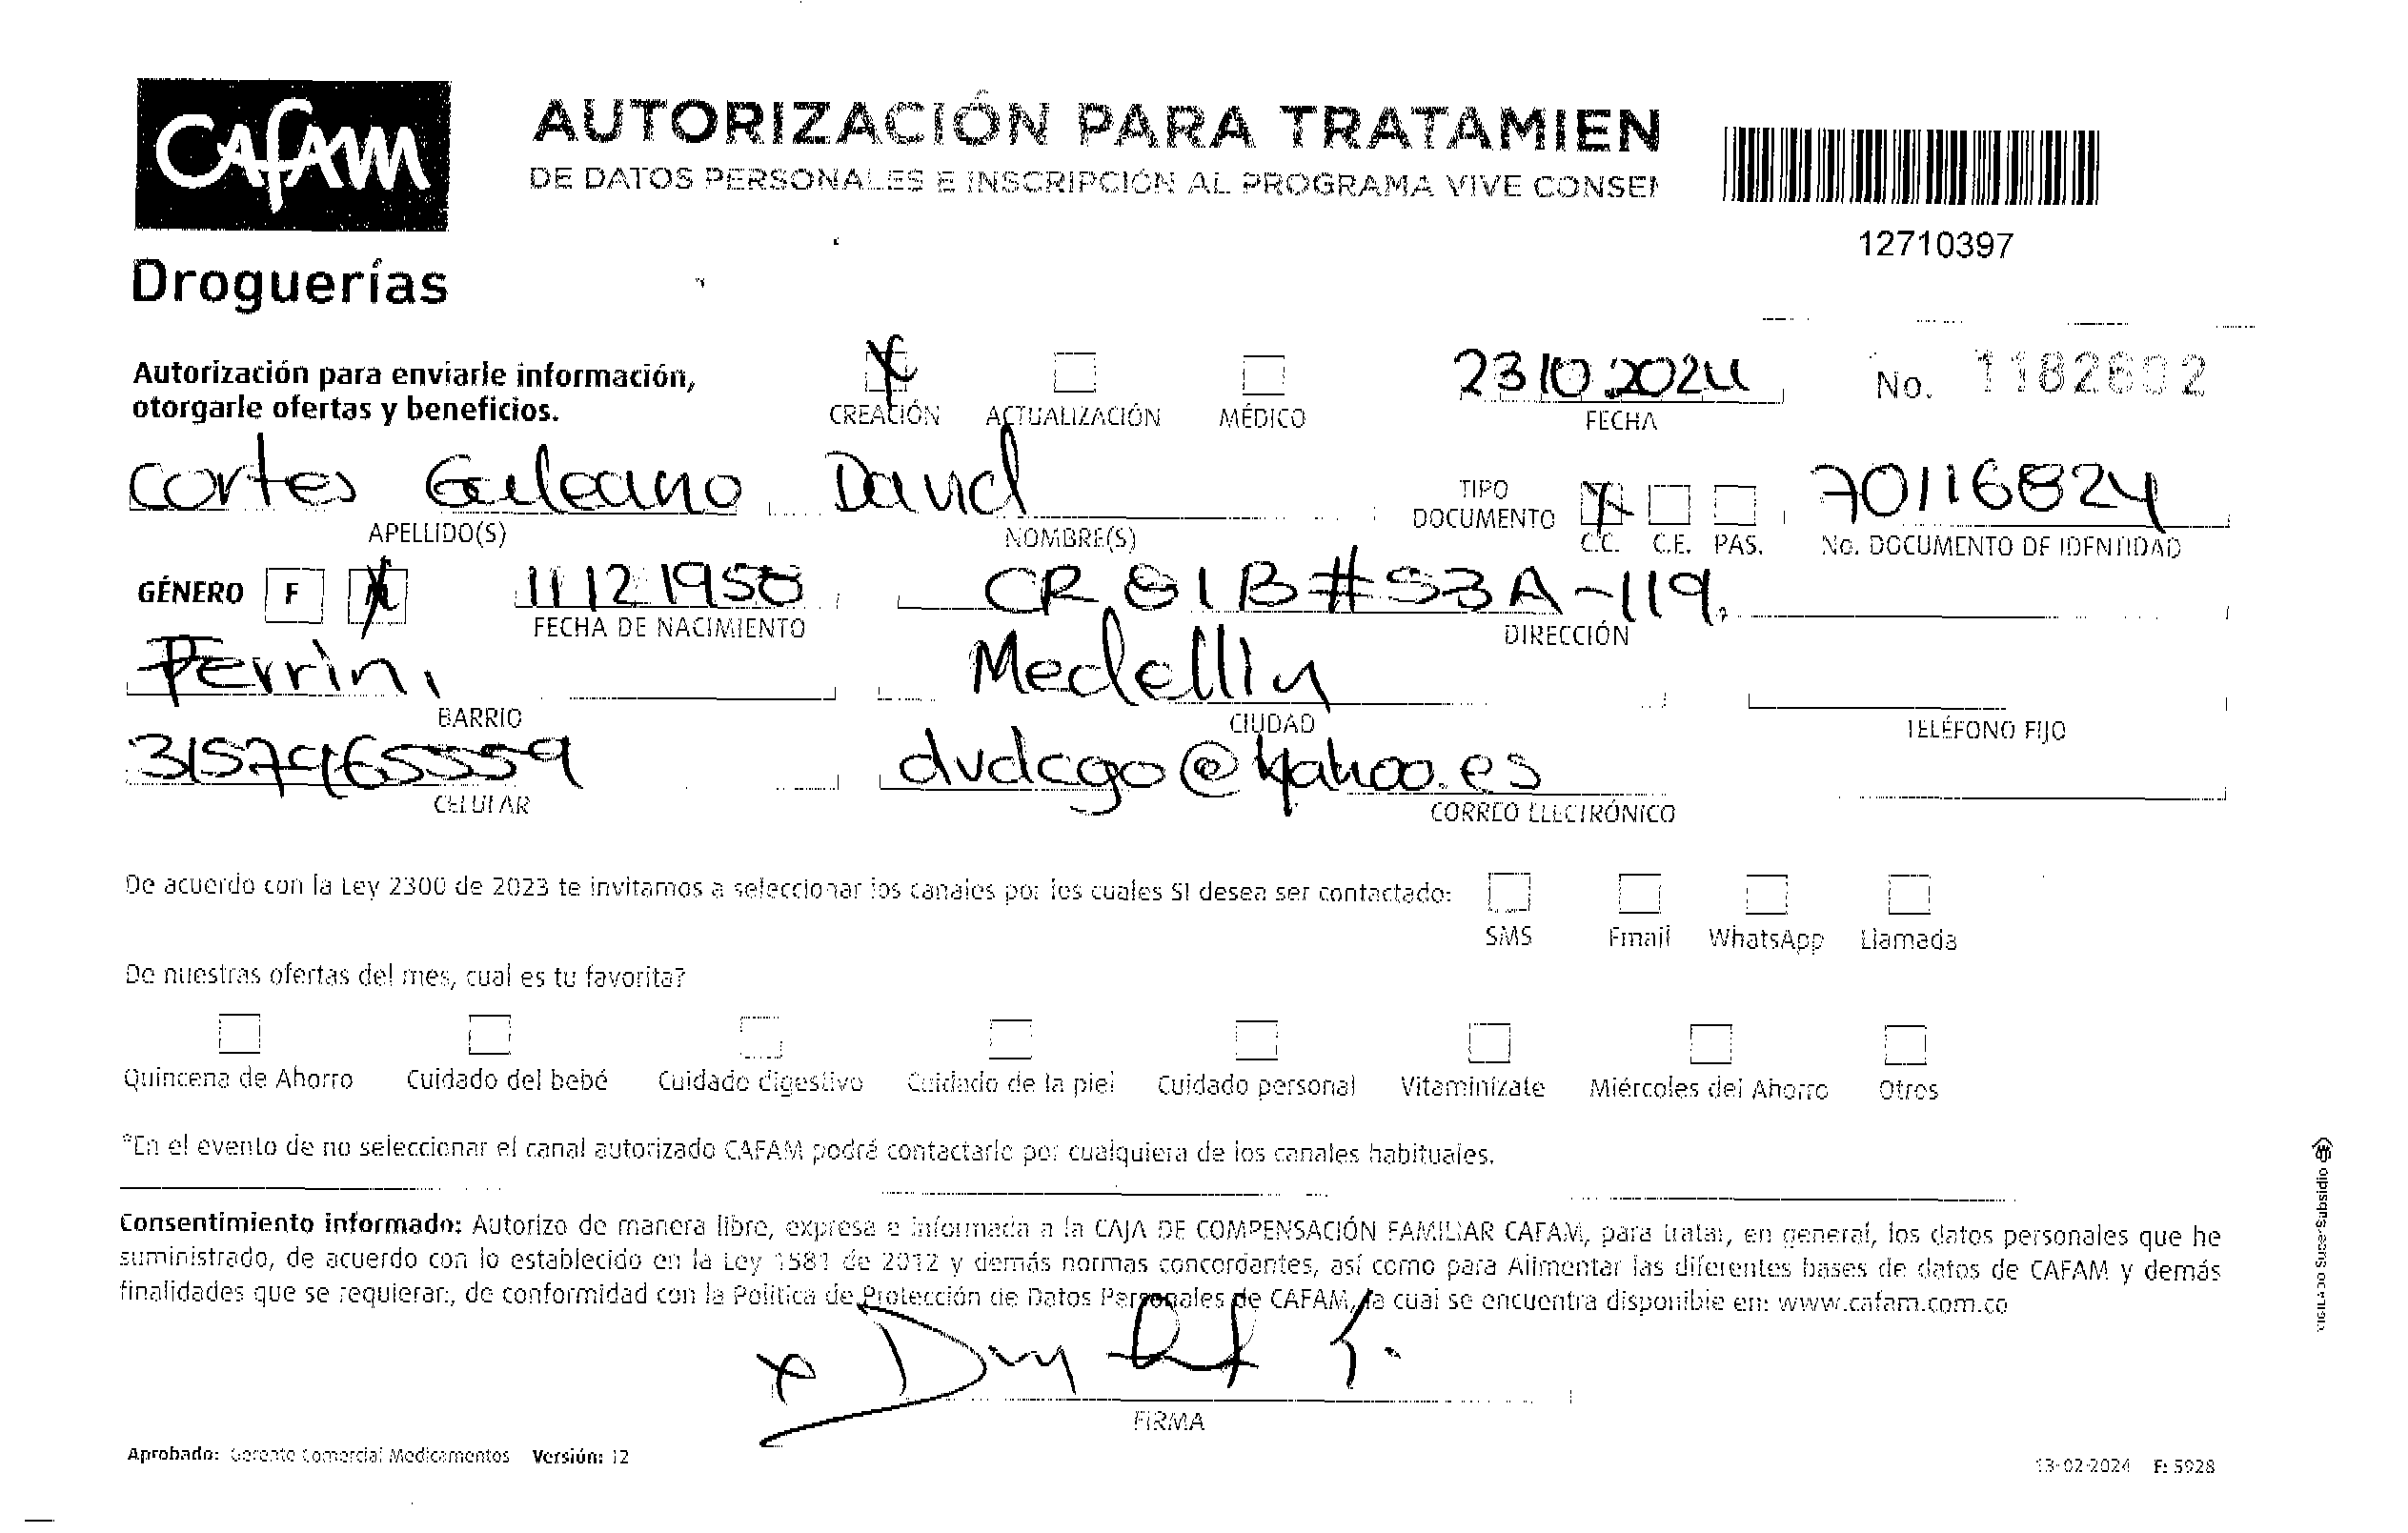 CAFAM
Droguerías
AUTORIZACIÓN PARA TRATAMIEN
DE DATOS PERSONALES E INSCRIPCIÓN AL PROGRAMA VIVE CONSEN
12710397
Autorización para enviarle información,
otorgarle ofertas y beneficios.
CREACIÓN ACTUALIZACIÓN MÉDICO
23 10 2024
FECHA
No. 1182602
Cortes Galeano David
APELLIDO(S) NOMBRE(S)
TIPO DOCUMENTO C.C. C.E. PAS.
70116824
No. DOCUMENTO DE IDENTIDAD
GÉNERO F M
11 12 1950
FECHA DE NACIMIENTO
CR 81B # 53A-119
DIRECCIÓN
Medellin
BARRIO CIUDAD TELÉFONO FIJO
dvdcgo@yahoo.es
CELULAR CORREO ELECTRÓNICO
De acuerdo con la Ley 2300 de 2023 te invitamos a seleccionar los canales por los cuales SI desea ser contactado:
SMS Email WhatsApp Llamada
De nuestras ofertas del mes, cual es tu favorita?
Quincena de Ahorro Cuidado del bebé Cuidado digestivo Cuidado de la piel Cuidado personal Vitaminízate Miércoles del Ahorro Otros
*En el evento de no seleccionar el canal autorizado CAFAM podrá contactarle por cualquiera de los canales habituales.
Consentimiento informado: Autorizo de manera libre, expresa e informada a la CAJA DE COMPENSACIÓN FAMILIAR CAFAM, para tratar, en general, los datos personales que he
suministrado, de acuerdo con lo establecido en la Ley 1581 de 2012 y demás normas concordantes, así como para Alimentar las diferentes bases de datos de CAFAM y demás
finalidades que se requieran, de conformidad con la Política de Protección de Datos Personales de CAFAM, la cual se encuentra disponible en: www.cafam.com.co
FIRMA
Aprobado: Gerente Comercial Medicamentos Versión: 12
13-02-2024 F: 5928
VIGILADO SuperSubsidio